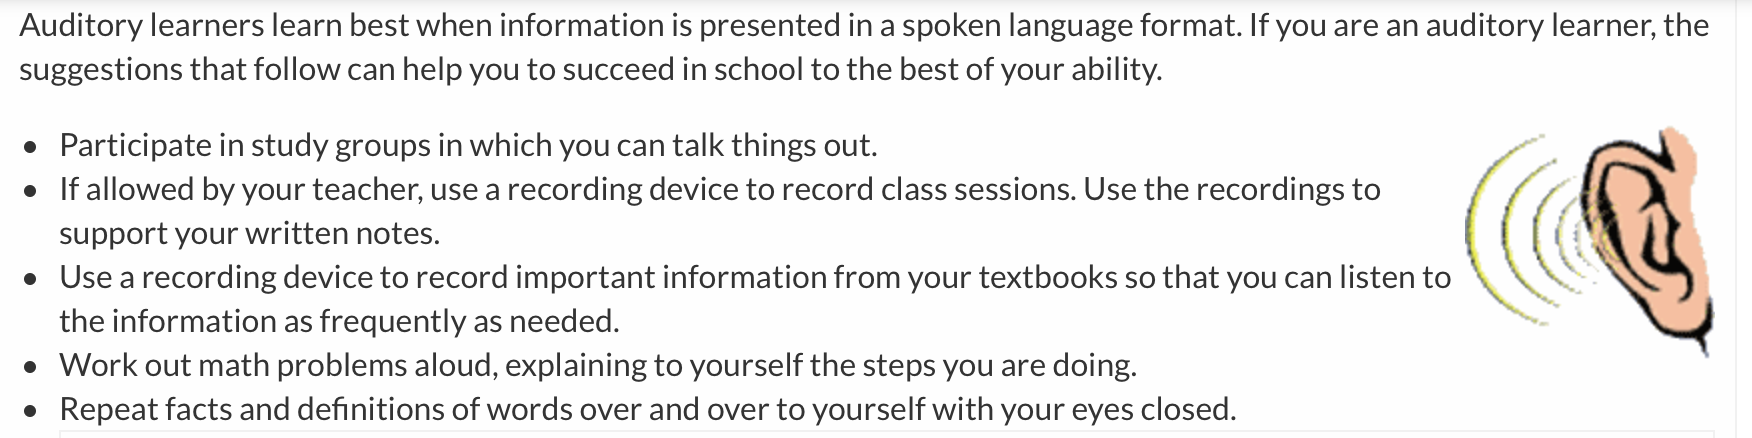 Auditory learners learn best when information is presented in a spoken language format. If you are an auditory learner, the
suggestions that follow can help you to succeed in school to the best of your ability.
• Participate in study groups in which you can talk things out.
• If allowed by your teacher, use a recording device to record class sessions. Use the recordings to
support your written notes.
• Use a recording device to record important information from your textbooks so that you can listen to
the information as frequently as needed.
• Work out math problems aloud, explaining to yourself the steps you are doing.
• Repeat facts and definitions of words over and over to yourself with your eyes closed.